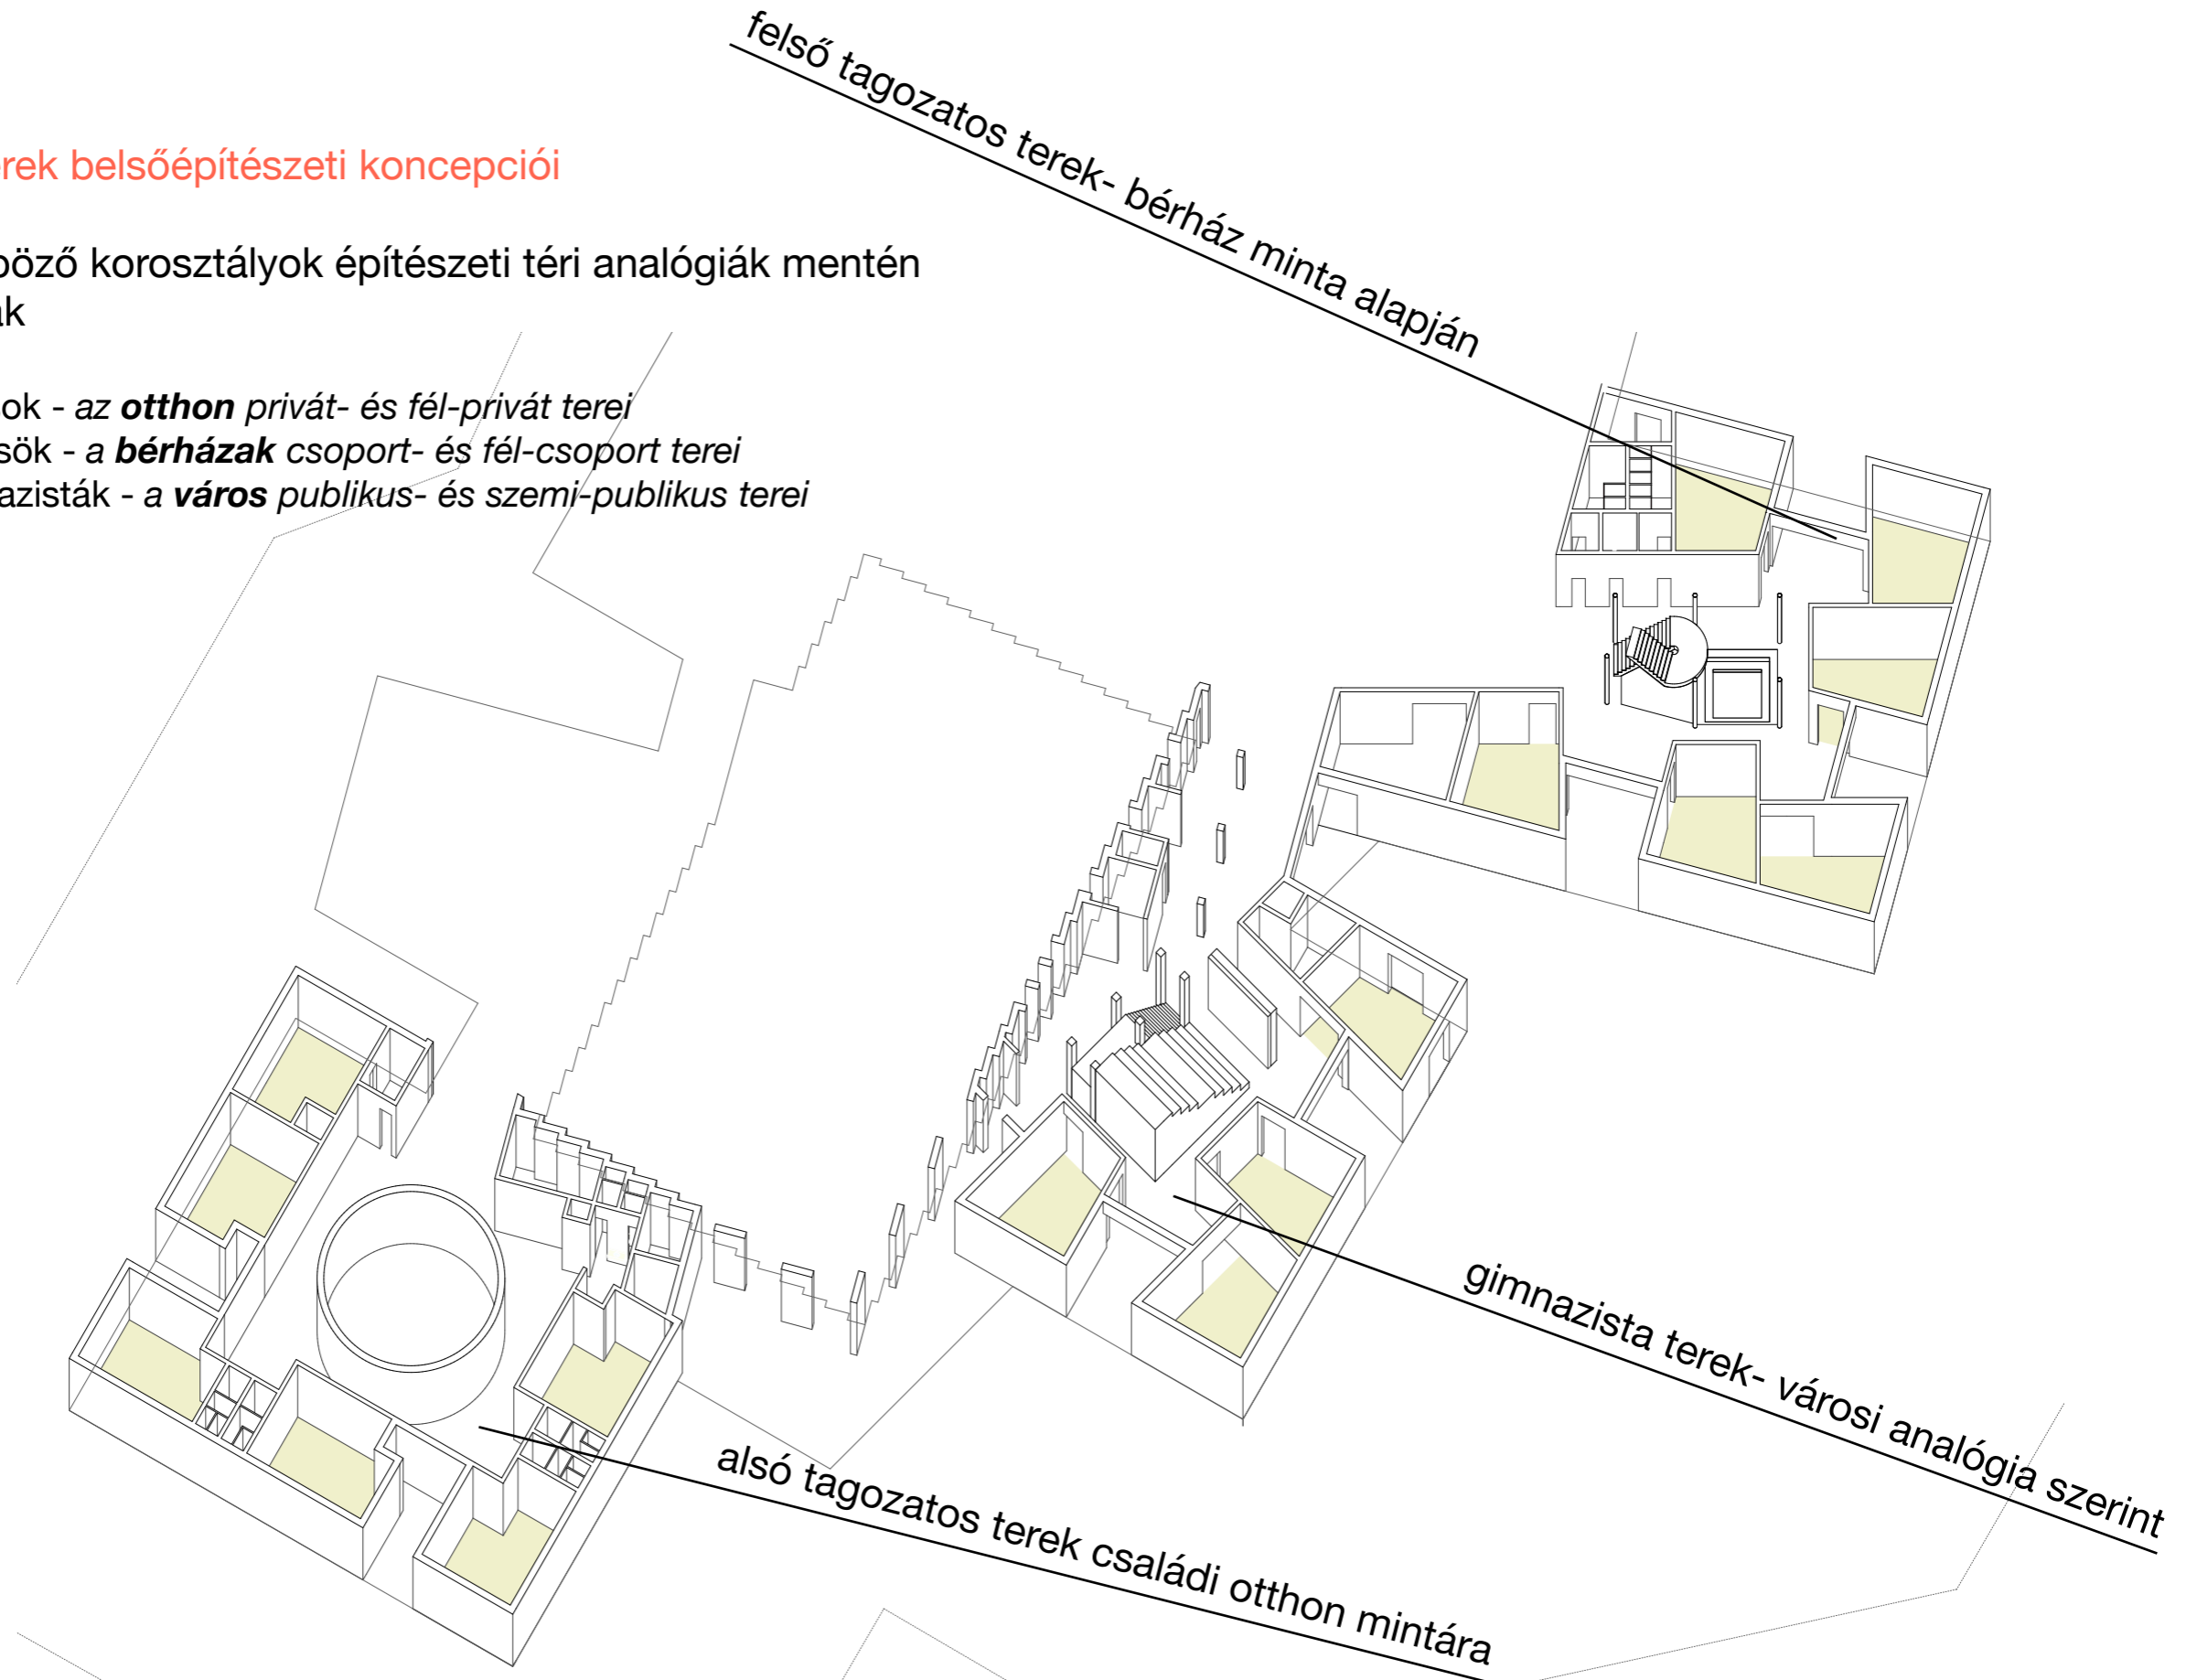 felső tagozatos terek- bérház minta alapján
rek belsőépítészeti koncepciói
böző korosztályok építészeti téri analógiák mentén
ak
ok - az otthon privát- és fél-privát terei
sök - a bérházak csoport- és fél-csoport terei
azisták - a város publikus- és szemi-publikus terei
gimnazista terek- városi analógia szerint
alsó tagozatos terek családi otthon mintára